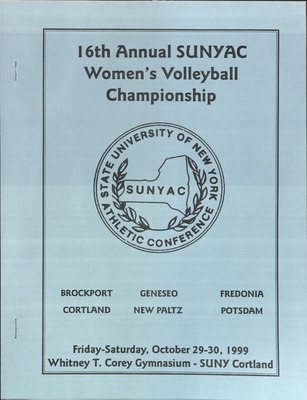 16th Annual SUNYAC
Women's Volleyball
Championship
STATE UNIVERSITY OF NEW YORK
SUNYAC
ATHLETIC CONFERENCE
BROCKPORT GENESEO FREDONIA
CORTLAND NEW PALTZ POTSDAM
Friday-Saturday, October 29-30, 1999
Whitney T. Corey Gymnasium - SUNY Cortland